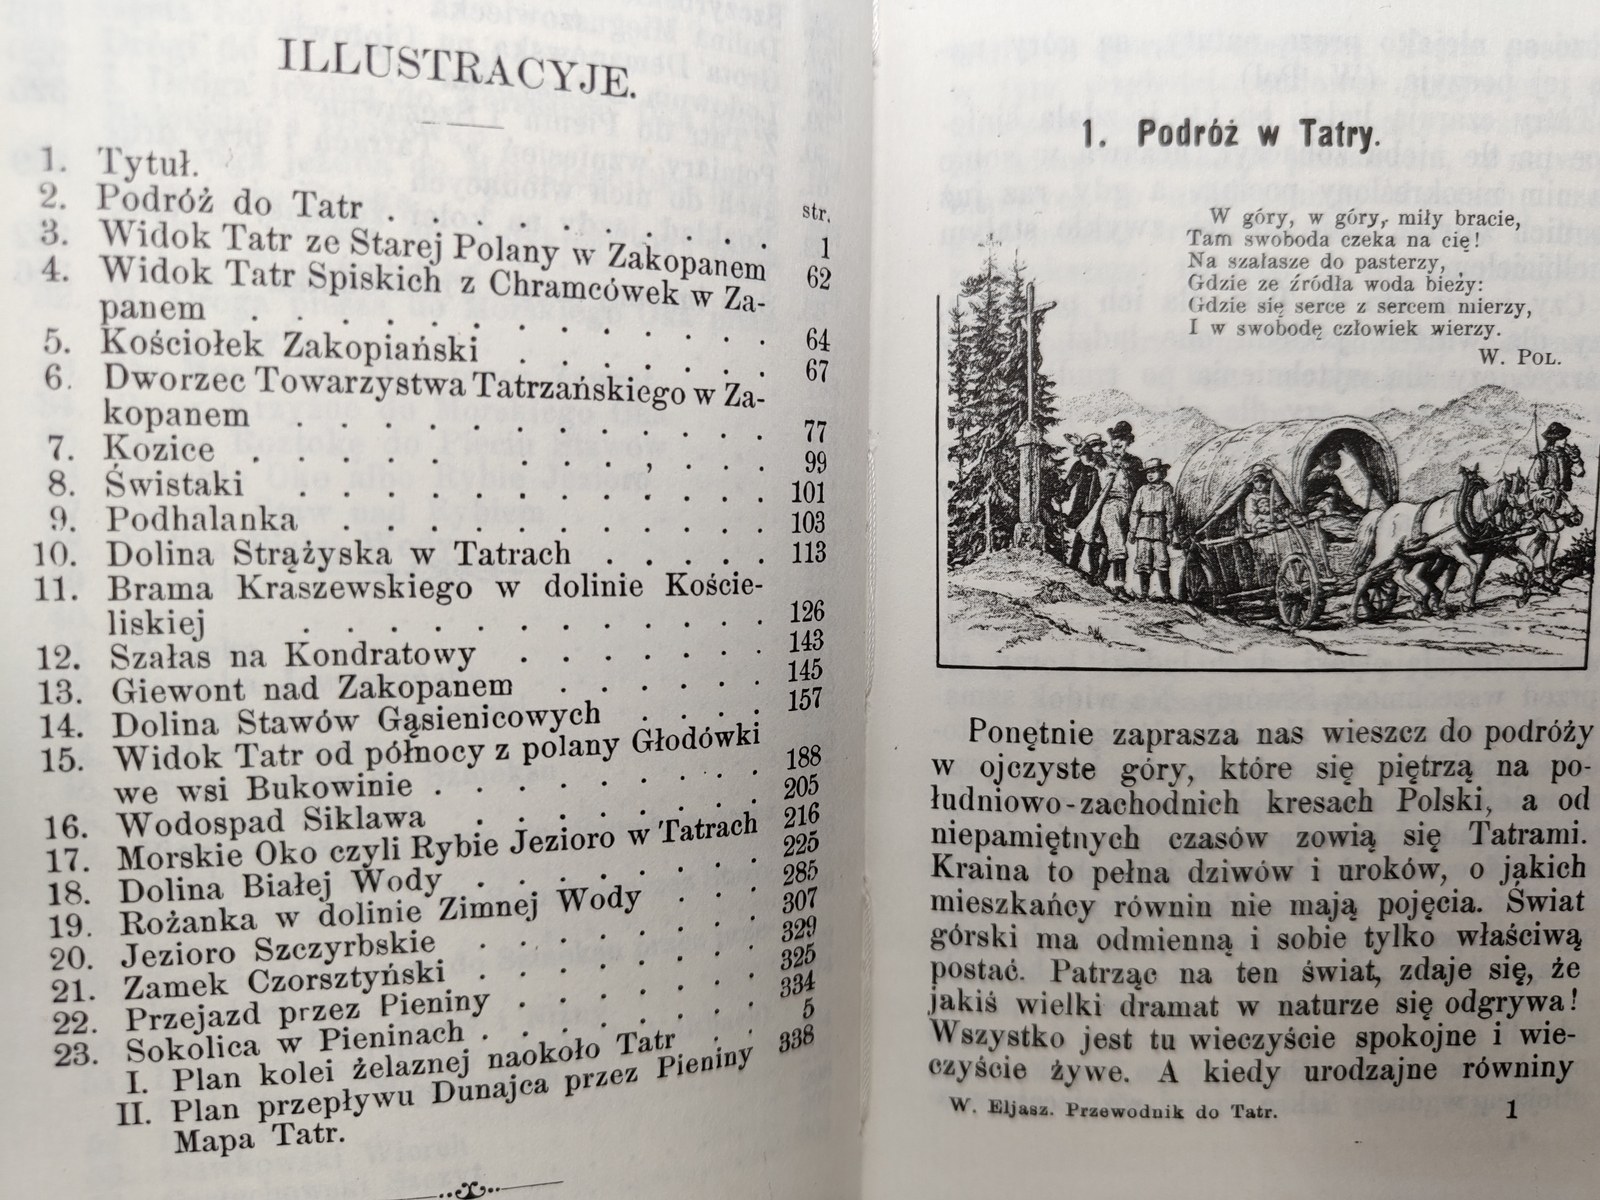 ILLUSTRACYJE.
1. Tytuł.
str.
2. Podróż do Tatr . . . . . . . . . 1
3. Widok Tatr ze Starej Polany w Zakopanem 62
4. Widok Tatr Spiskich z Chramcówek w Za-
panem . . . . . . . . . . . . 64
5. Kościołek Zakopiański . . . . . . 67
6. Dworzec Towarzystwa Tatrzańskiego w Za-
kopanem . . . . . . . . . . . 77
7. Kozice . . . . . . . . , . . . 99
8. Świstaki . . . . . . . . . . . 101
9. Podhalanka . . . . . . . . . . 103
10. Dolina Strążyska w Tatrach . . . . . 113
11. Brama Kraszewskiego w dolinie Koście-
liskiej . . . . . . . . . . . 126
12. Szałas na Kondratowy . . . . . . 143
13. Giewont nad Zakopanem . . . . . . 145
14. Dolina Stawów Gąsienicowych . . . . 157
15. Widok Tatr od północy z polany Głodówki
we wsi Bukowinie . . . . . . . . 188
16. Wodospad Siklawa . . . . . . . 205
17. Morskie Oko czyli Rybie Jezioro w Tatrach 216
18. Dolina Białej Wody . . . . . . . 225
19. Rożanka w dolinie Zimnej Wody . . . 285
20. Jezioro Szczyrbskie . . . . . . . 307
21. Zamek Czorsztyński . . . . . . . 329
22. Przejazd przez Pieniny . . . . . . 325
23. Sokolica w Pieninach . . . . . . . 334
I. Plan kolei żelaznej naokoło Tatr . . 5
II. Plan przepływu Dunajca przez Pieniny 338
Mapa Tatr.
1. Podróż w Tatry.
W góry, w góry, miły bracie,
Tam swoboda czeka na cię!
Na szałasze do pasterzy,
Gdzie ze źródła woda bieży:
Gdzie się serce z sercem mierzy,
I w swobodę człowiek wierzy.
W. POL.
Ponętnie zaprasza nas wieszcz do podróży
w ojczyste góry, które się piętrzą na po-
łudniowo-zachodnich kresach Polski, a od
niepamiętnych czasów zowią się Tatrami.
Kraina to pełna dziwów i uroków, o jakich
mieszkańcy równin nie mają pojęcia. Świat
górski ma odmienną i sobie tylko właściwą
postać. Patrząc na ten świat, zdaje się, że
jakiś wielki dramat w naturze się odgrywa!
Wszystko jest tu wieczyście spokojne i wie-
czyście żywe. A kiedy urodzajne równiny
W. Eljasz. Przewodnik do Tatr. 1